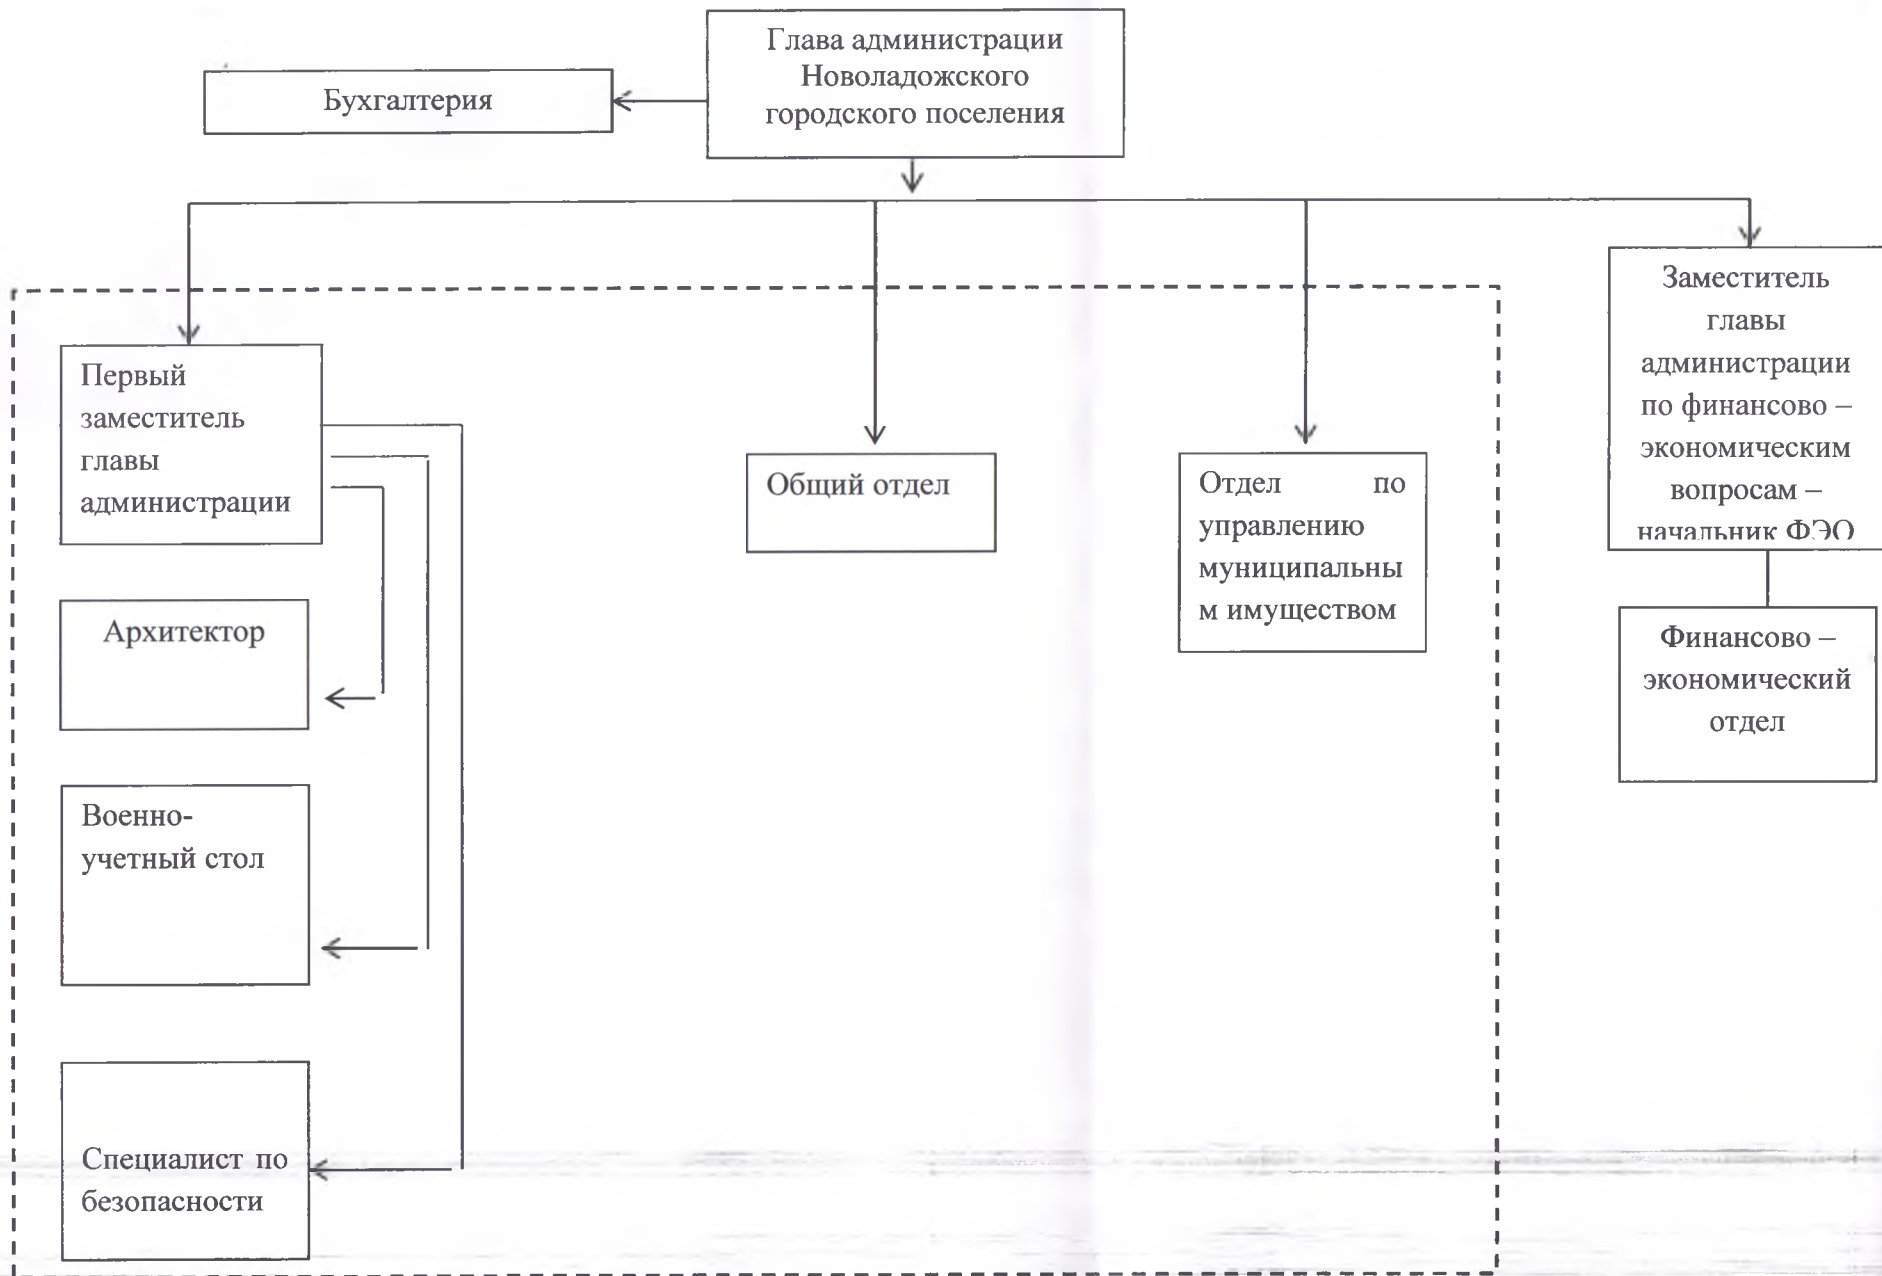 Глава администрации
Новоладожского
городского поселения
Бухгалтерия
Первый
заместитель
главы
администрации
Общий отдел
Отдел по
управлению
муниципальны
м имуществом
Заместитель
главы
администрации
по финансово –
экономическим
вопросам –
начальник ФЭО
Архитектор
Финансово –
экономический
отдел
Военно-
учетный стол
Специалист по
безопасности